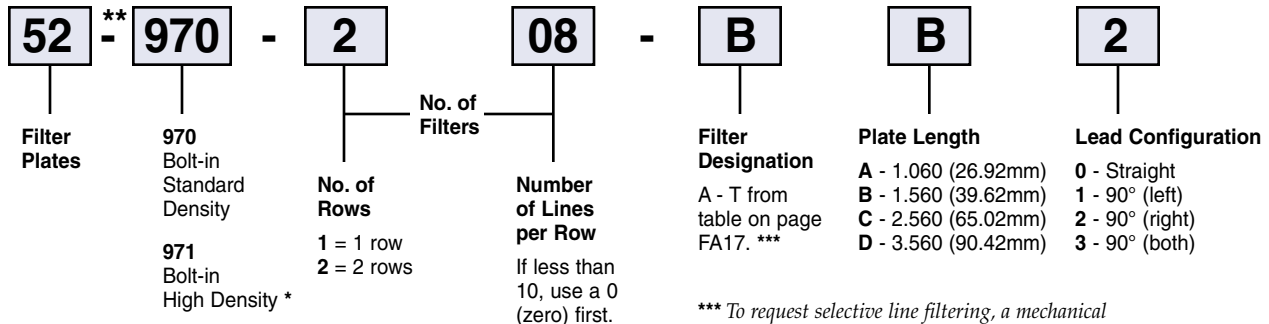 52 -** 970 - 2 08 - B B 2
Filter
Plates
970
Bolt-in
Standard
Density
971
Bolt-in
High Density *
No. of
Filters
No. of
Rows
1 = 1 row
2 = 2 rows
Number
of Lines
per Row
If less than
10, use a 0
(zero) first.
Filter
Designation
A - T from
table on page
FA17. ***
Plate Length
A - 1.060 (26.92mm)
B - 1.560 (39.62mm)
C - 2.560 (65.02mm)
D - 3.560 (90.42mm)
Lead Configuration
0 - Straight
1 - 90° (left)
2 - 90° (right)
3 - 90° (both)
*** To request selective line filtering, a mechanical